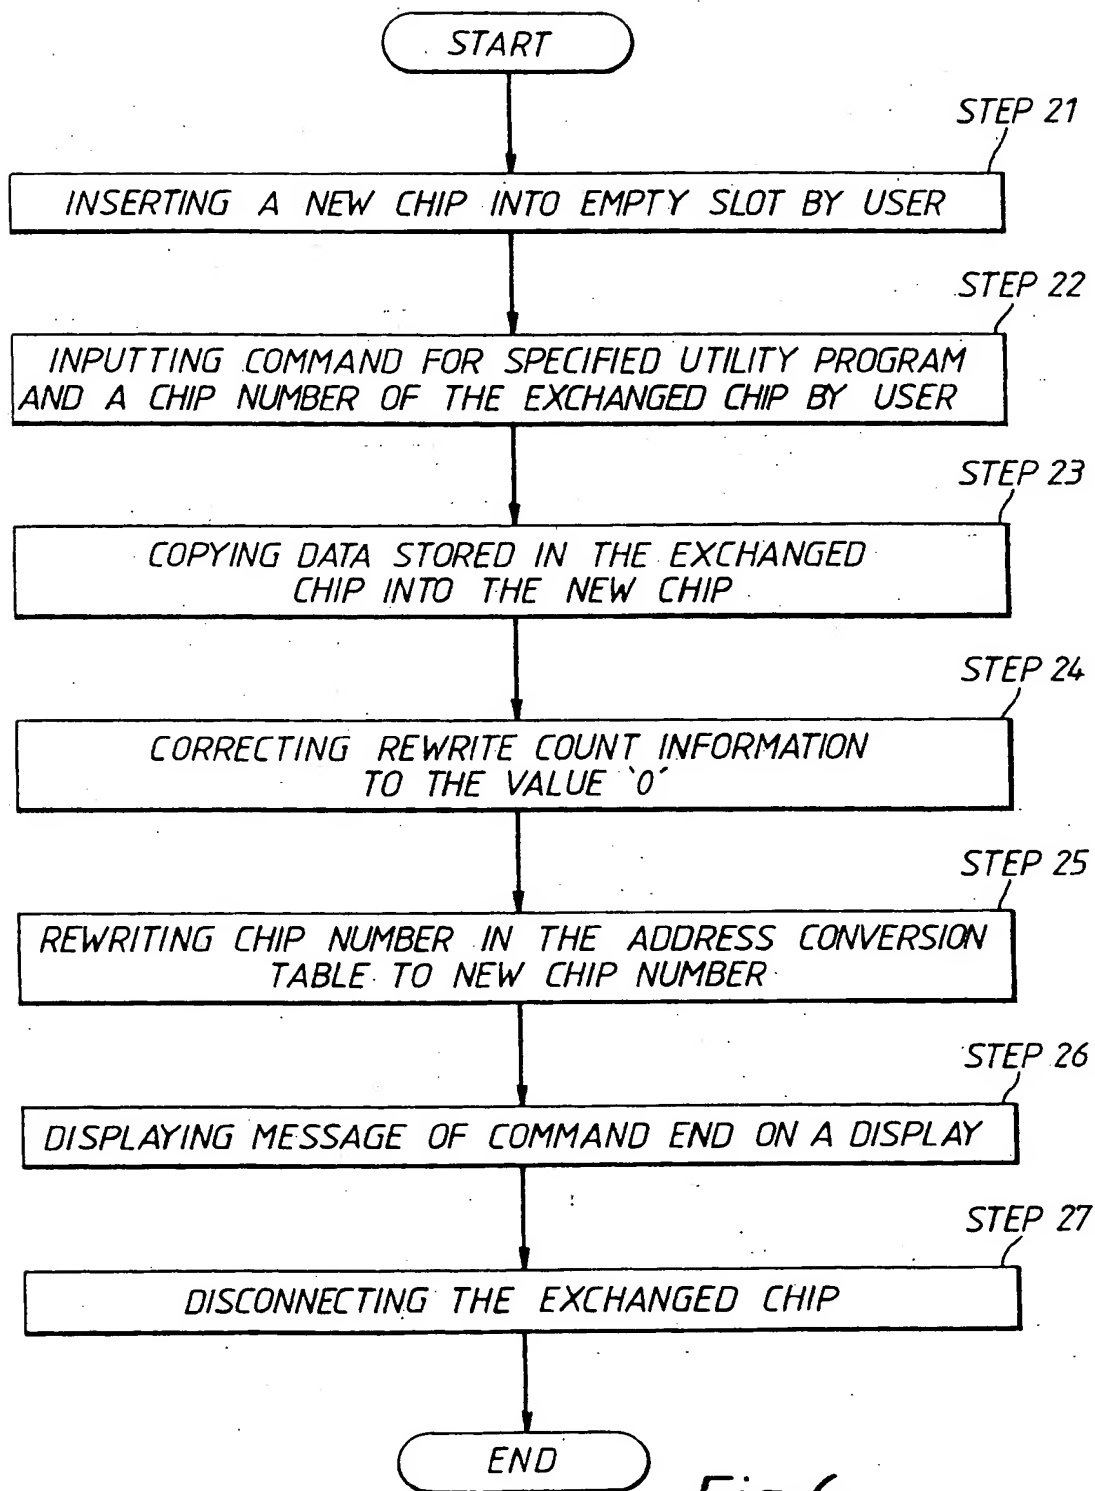 START
STEP 21
INSERTING A NEW CHIP INTO EMPTY SLOT BY USER
STEP 22
INPUTTING COMMAND FOR SPECIFIED UTILITY PROGRAM
AND A CHIP NUMBER OF THE EXCHANGED CHIP BY USER
STEP 23
COPYING DATA STORED IN THE EXCHANGED
CHIP INTO THE NEW CHIP
STEP 24
CORRECTING REWRITE COUNT INFORMATION
TO THE VALUE '0'
STEP 25
REWRITING CHIP NUMBER IN THE ADDRESS CONVERSION
TABLE TO NEW CHIP NUMBER
STEP 26
DISPLAYING MESSAGE OF COMMAND END ON A DISPLAY
STEP 27
DISCONNECTING THE EXCHANGED CHIP
END